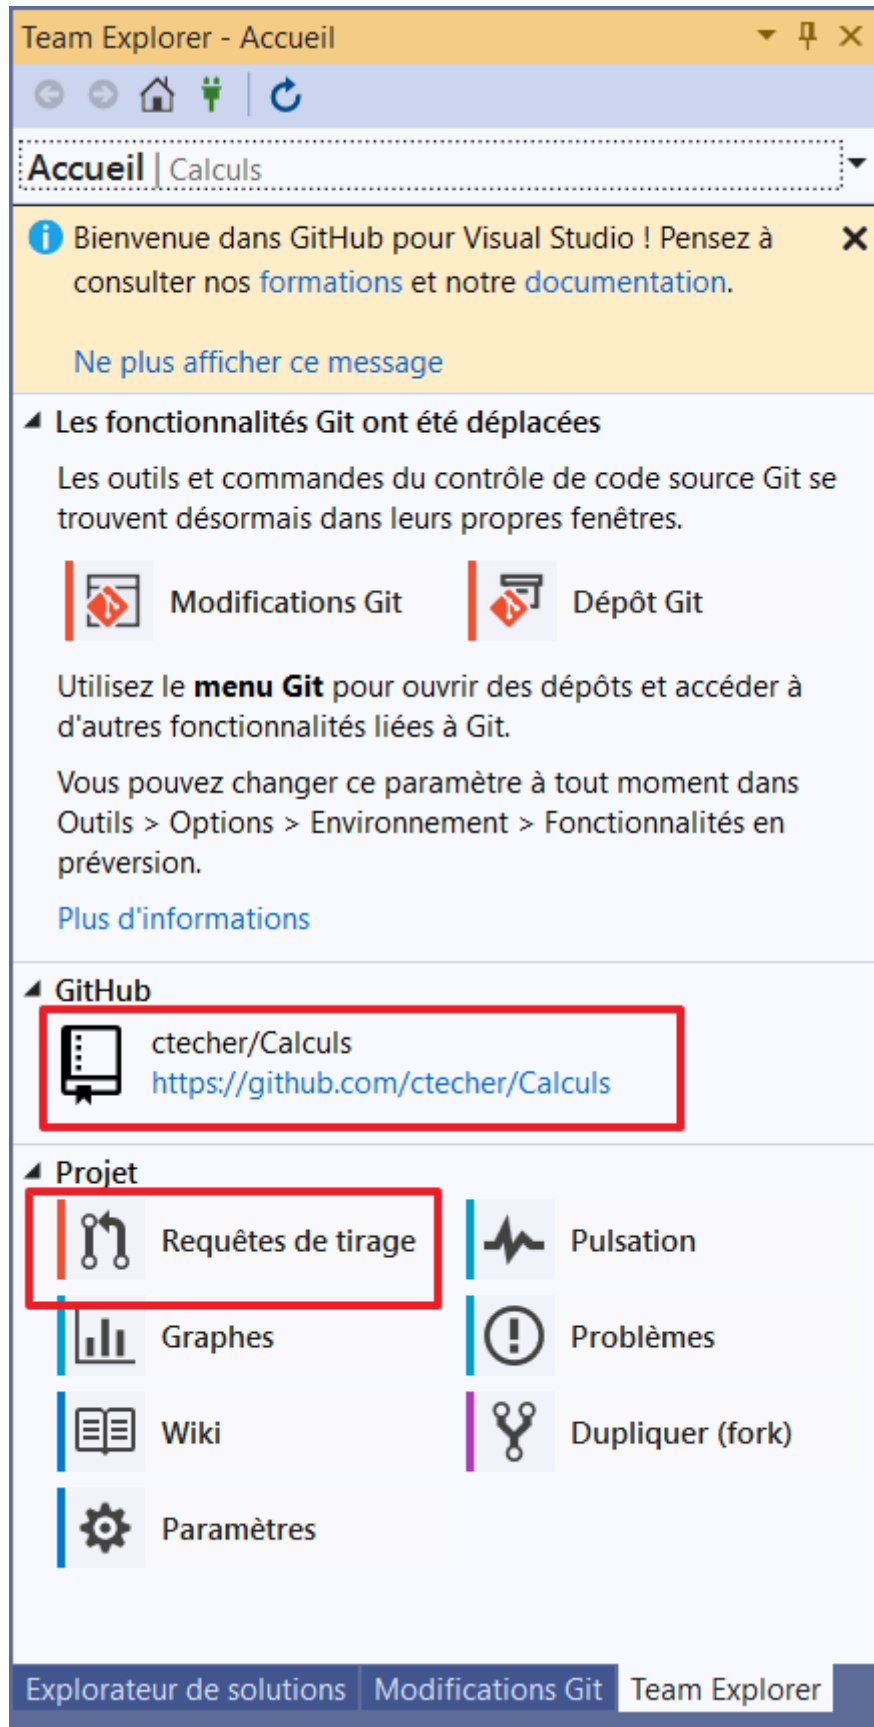 Team Explorer - Accueil
Accueil | Calculs
Bienvenue dans GitHub pour Visual Studio ! Pensez à
consulter nos formations et notre documentation.
Ne plus afficher ce message
Les fonctionnalités Git ont été déplacées
Les outils et commandes du contrôle de code source Git se
trouvent désormais dans leurs propres fenêtres.
Modifications Git
Dépôt Git
Utilisez le menu Git pour ouvrir des dépôts et accéder à
d'autres fonctionnalités liées à Git.
Vous pouvez changer ce paramètre à tout moment dans
Outils > Options > Environnement > Fonctionnalités en
préversion.
Plus d'informations
GitHub
ctecher/Calculs
https://github.com/ctecher/Calculs
Projet
Requêtes de tirage
Pulsation
Graphes
Problèmes
Wiki
Dupliquer (fork)
Paramètres
Explorateur de solutions
Modifications Git
Team Explorer